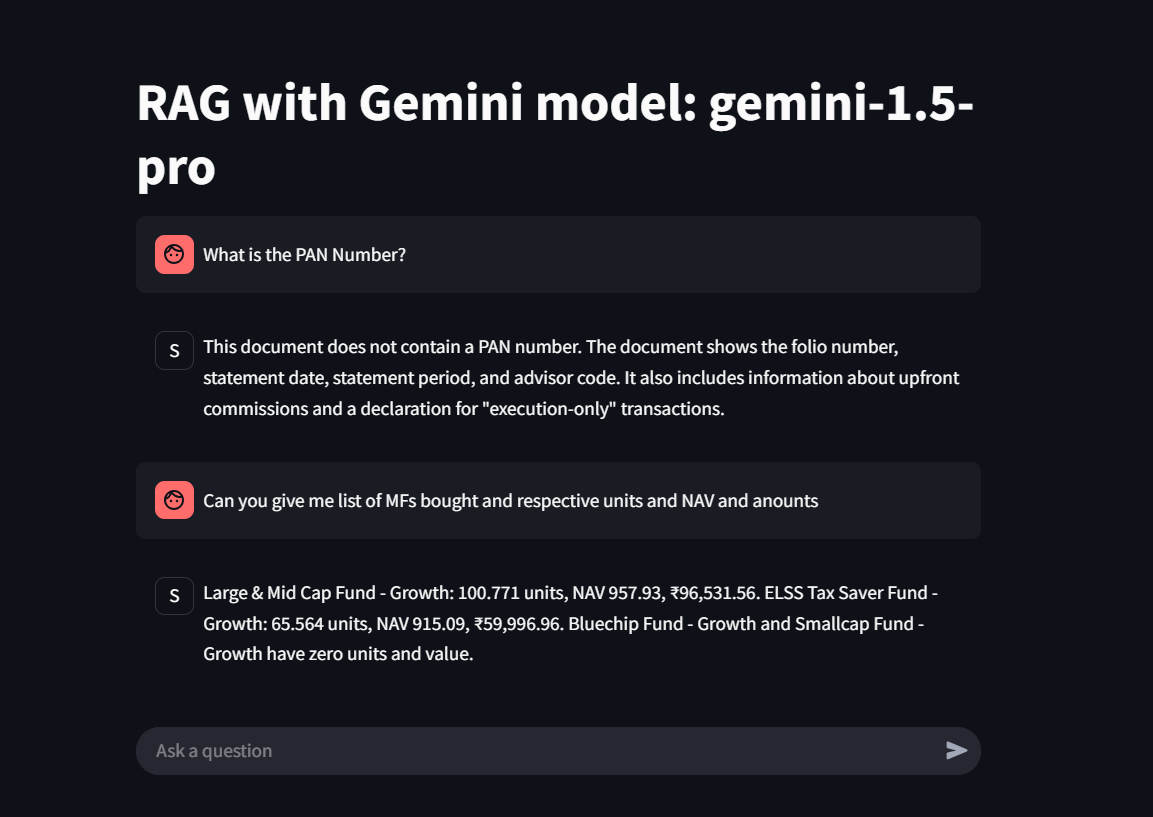 RAG with Gemini model: gemini-1.5-
pro
What is the PAN Number?
S
This document does not contain a PAN number. The document shows the folio number,
statement date, statement period, and advisor code. It also includes information about upfront
commissions and a declaration for "execution-only" transactions.
Can you give me list of MFs bought and respective units and NAV and anounts
S
Large & Mid Cap Fund - Growth: 100.771 units, NAV 957.93, ₹96,531.56. ELSS Tax Saver Fund -
Growth: 65.564 units, NAV 915.09, ₹59,996.96. Bluechip Fund - Growth and Smallcap Fund -
Growth have zero units and value.
Ask a question